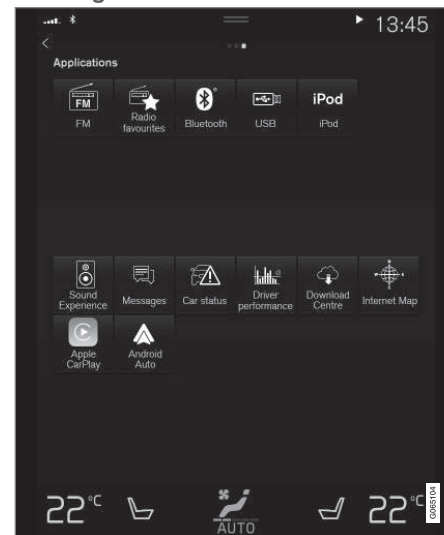 13:45
Applications
FM
FM
Radio
favourites
Bluetooth
USB
iPod
iPod
Sound
Experience
Messages
Car status
Driver
performance
Download
Centre
Internet Map
Apple
CarPlay
Android
Auto
22°C
AUTO
22°C
G065104